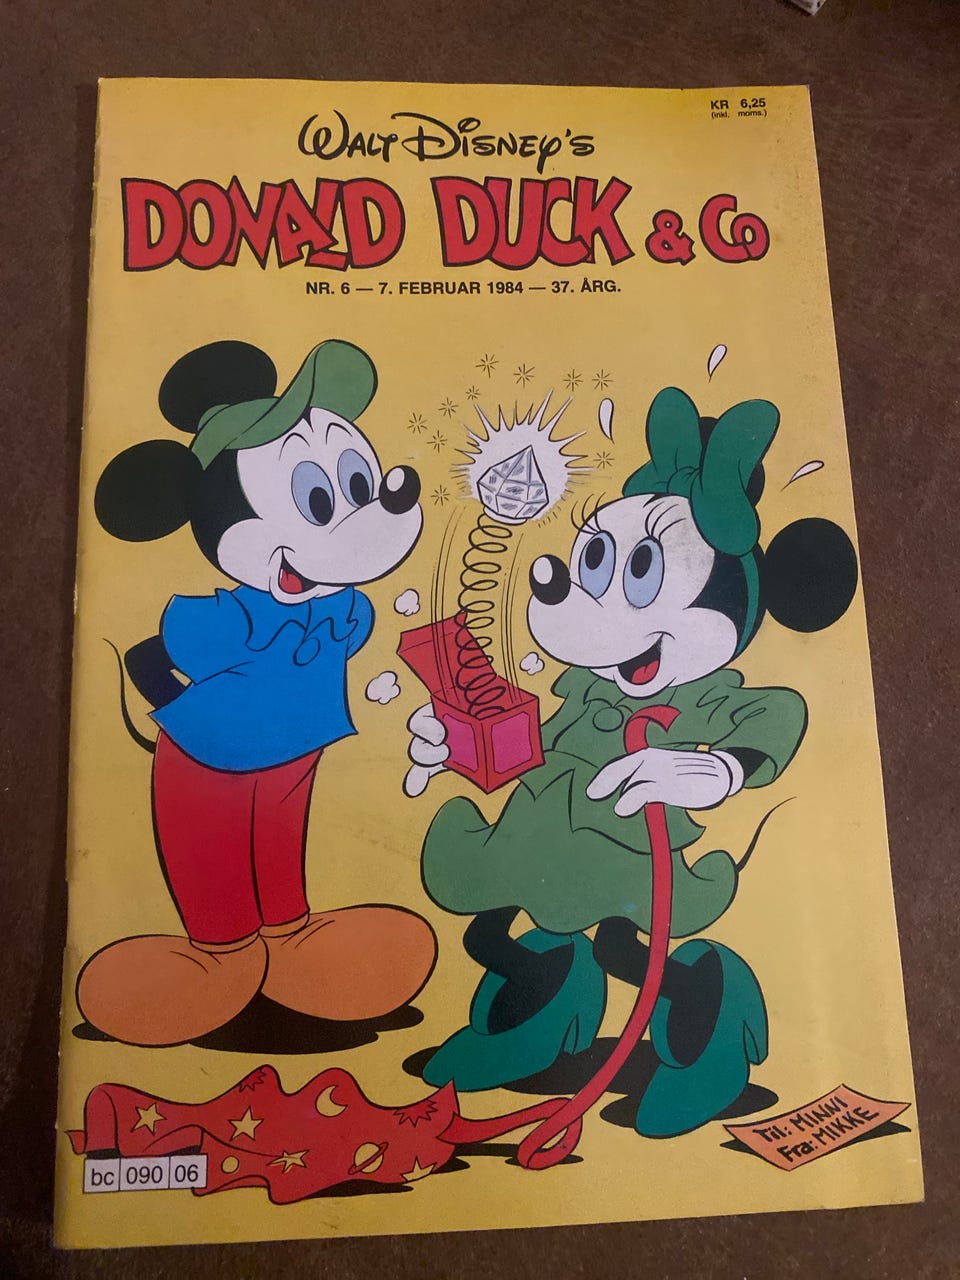 KR 6,25
(inkl. moms.)
WALT DISNEY'S
DONALD DUCK & Co
NR. 6 — 7. FEBRUAR 1984 — 37. ÅRG.
Til: MINNI
Fra: MIKKE
bc 090 06